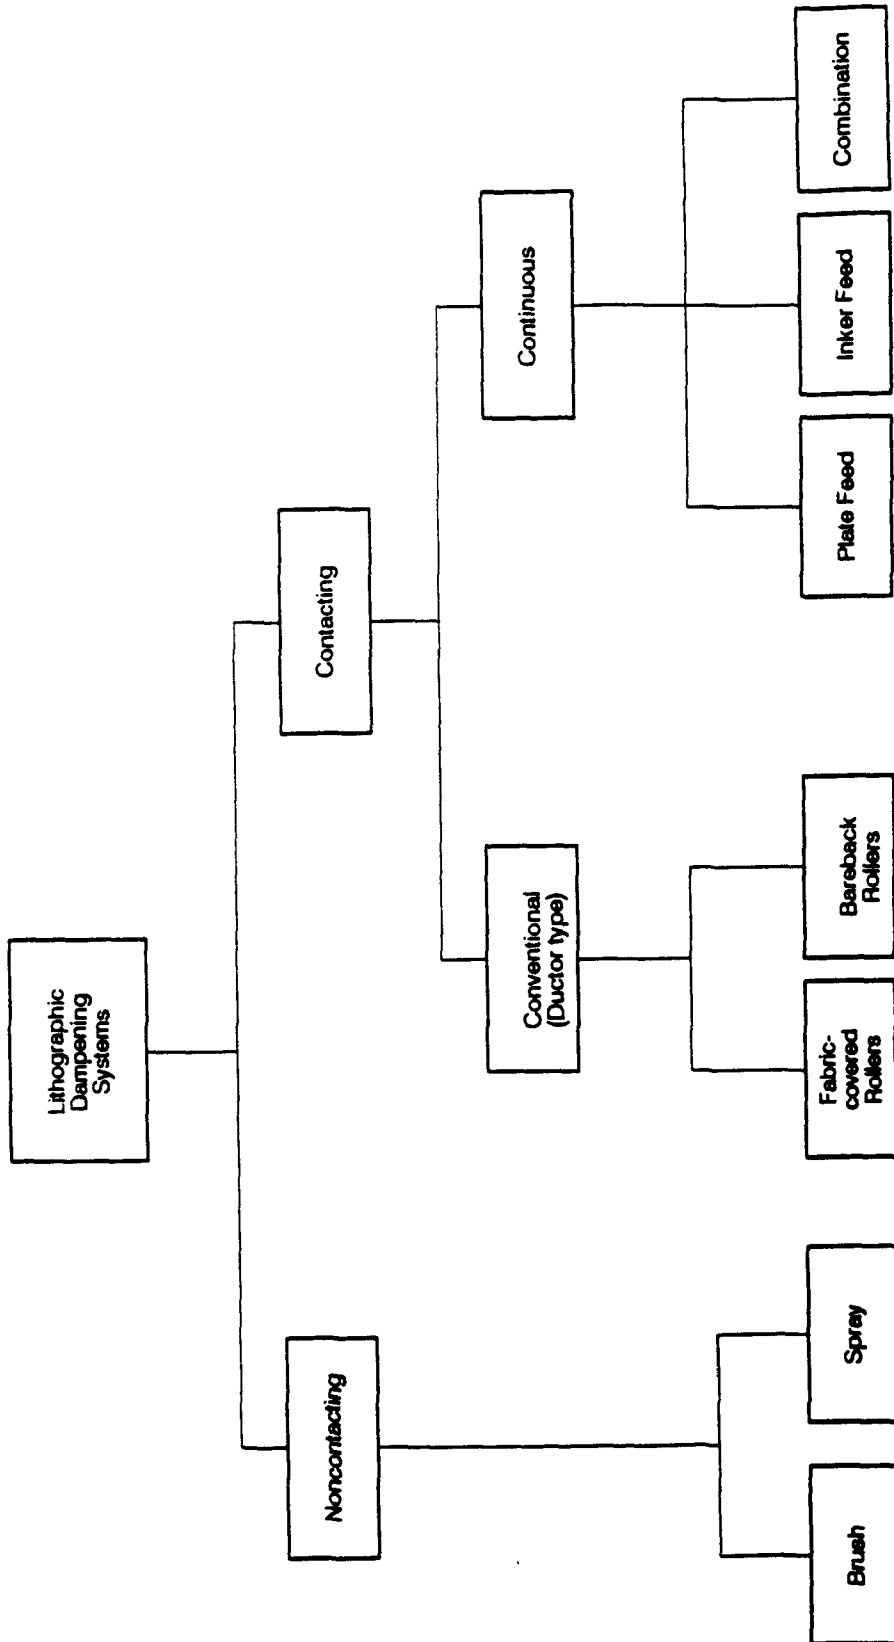 Lithographic
Dampening
Systems
Noncontacting
Contacting
Conventional
(Ductor type)
Continuous
Brush
Spray
Fabric-
covered
Rollers
Bareback
Rollers
Plate Feed
Inker Feed
Combination